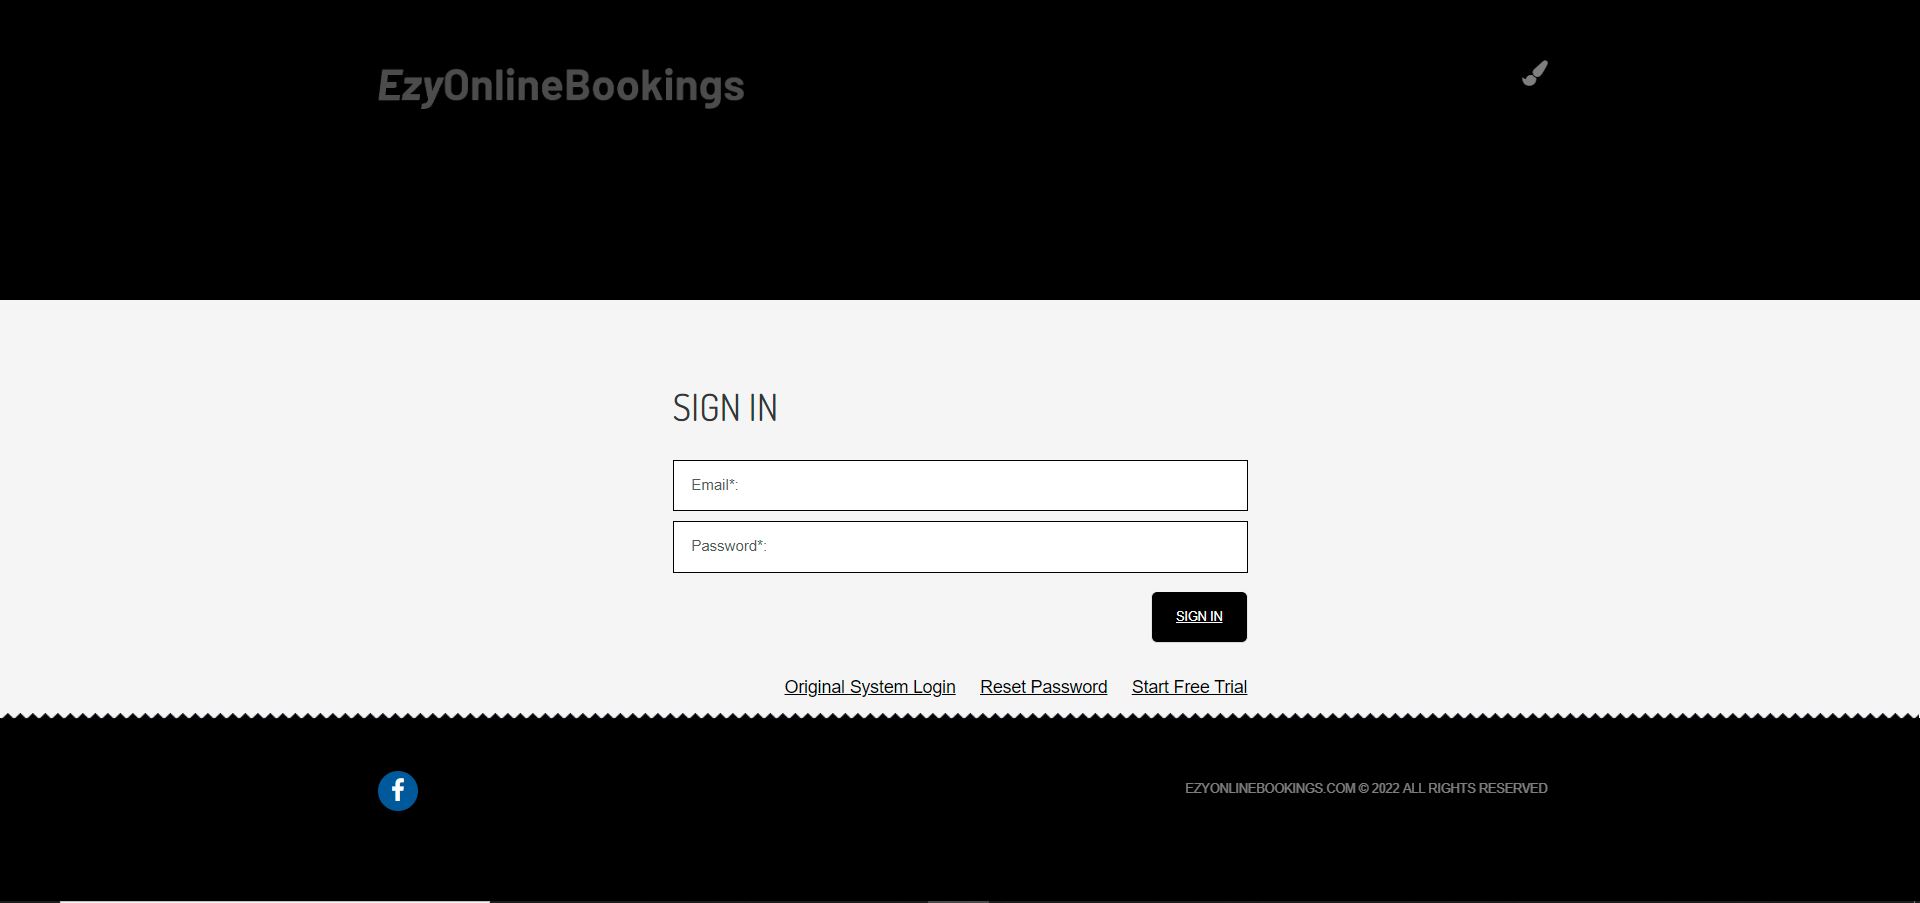 EzyOnlineBookings
SIGN IN
Email*:
Password*:
SIGN IN
Original System Login Reset Password Start Free Trial
EZYONLINEBOOKINGS.COM © 2022 ALL RIGHTS RESERVED